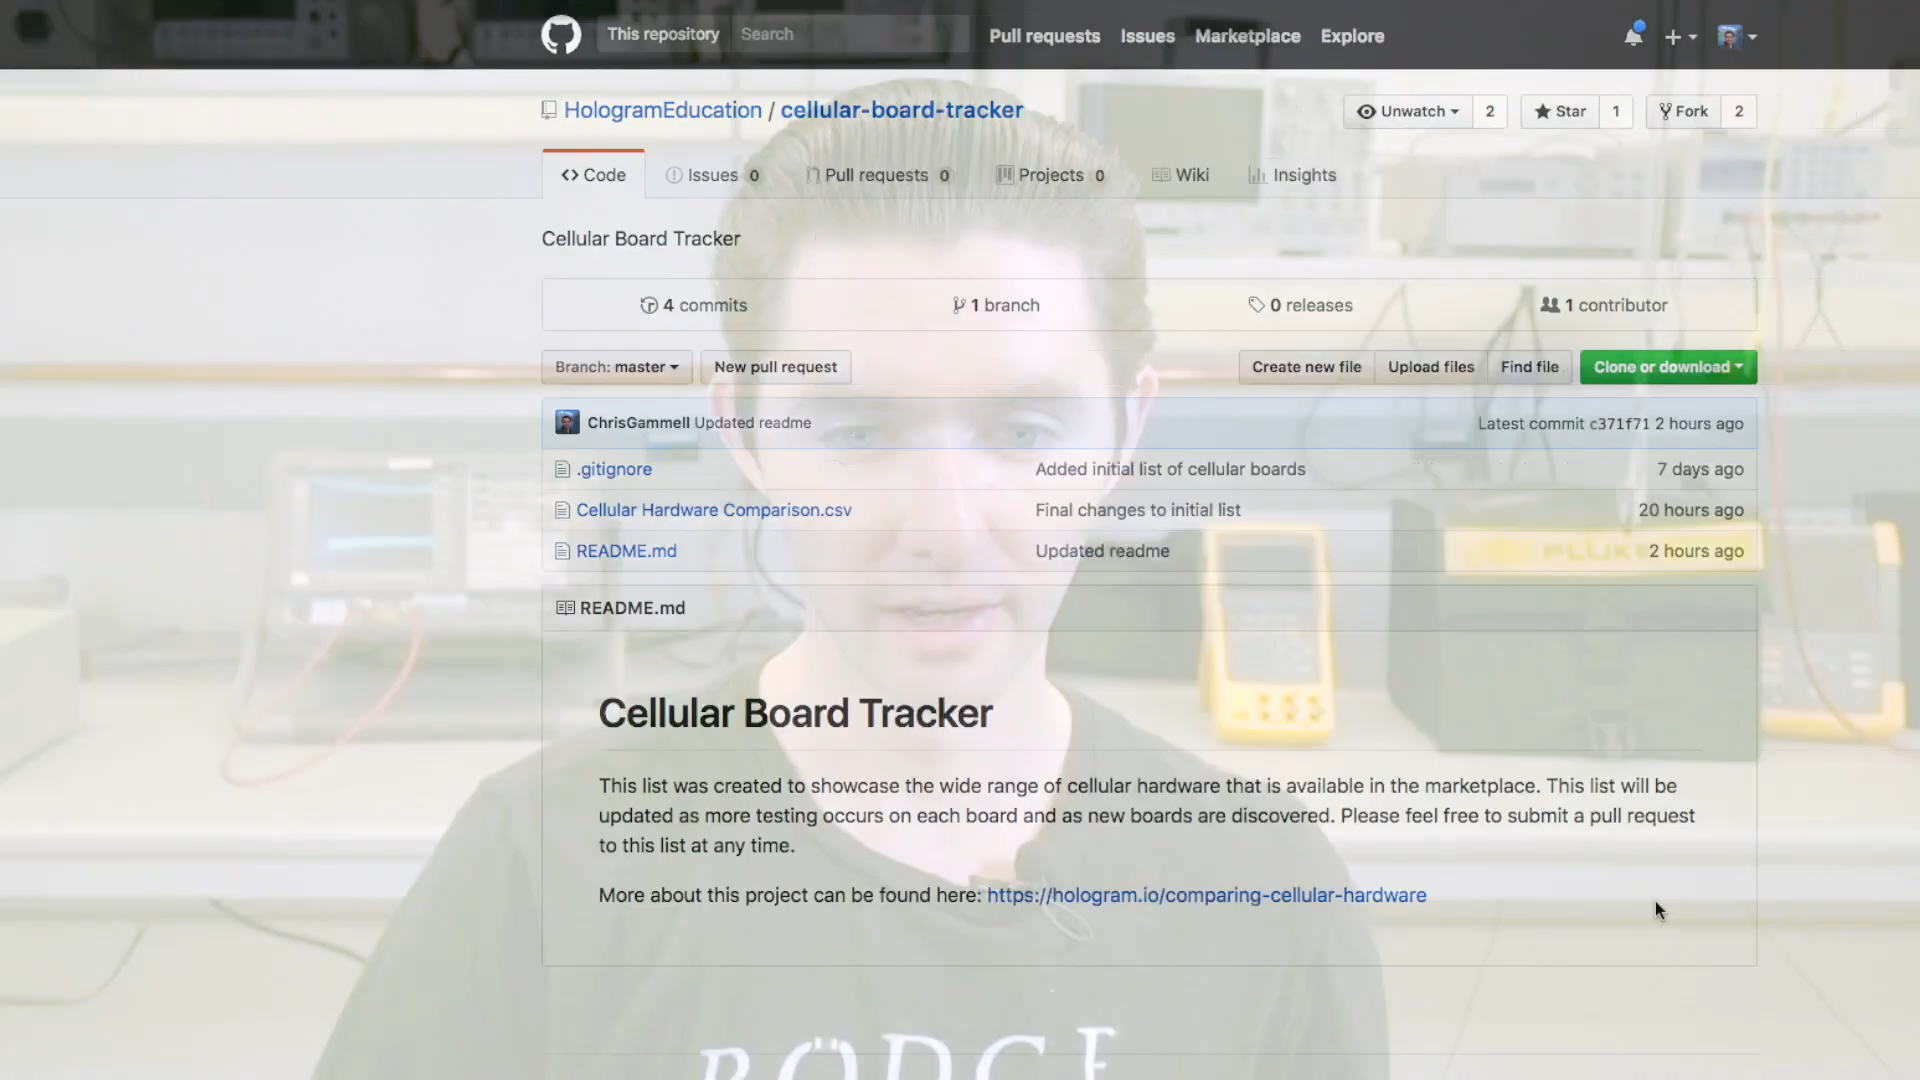 This repository Search Pull requests Issues Marketplace Explore
HologramEducation / cellular-board-tracker Unwatch 2 Star 1 Fork 2
Code Issues 0 Pull requests 0 Projects 0 Wiki Insights
Cellular Board Tracker
4 commits 1 branch 0 releases 1 contributor
Branch: master New pull request Create new file Upload files Find file Clone or download
ChrisGammell Updated readme Latest commit c371f71 2 hours ago
.gitignore Added initial list of cellular boards 7 days ago
Cellular Hardware Comparison.csv Final changes to initial list 20 hours ago
README.md Updated readme 2 hours ago
README.md
Cellular Board Tracker
This list was created to showcase the wide range of cellular hardware that is available in the marketplace. This list will be
updated as more testing occurs on each board and as new boards are discovered. Please feel free to submit a pull request
to this list at any time.
More about this project can be found here: https://hologram.io/comparing-cellular-hardware